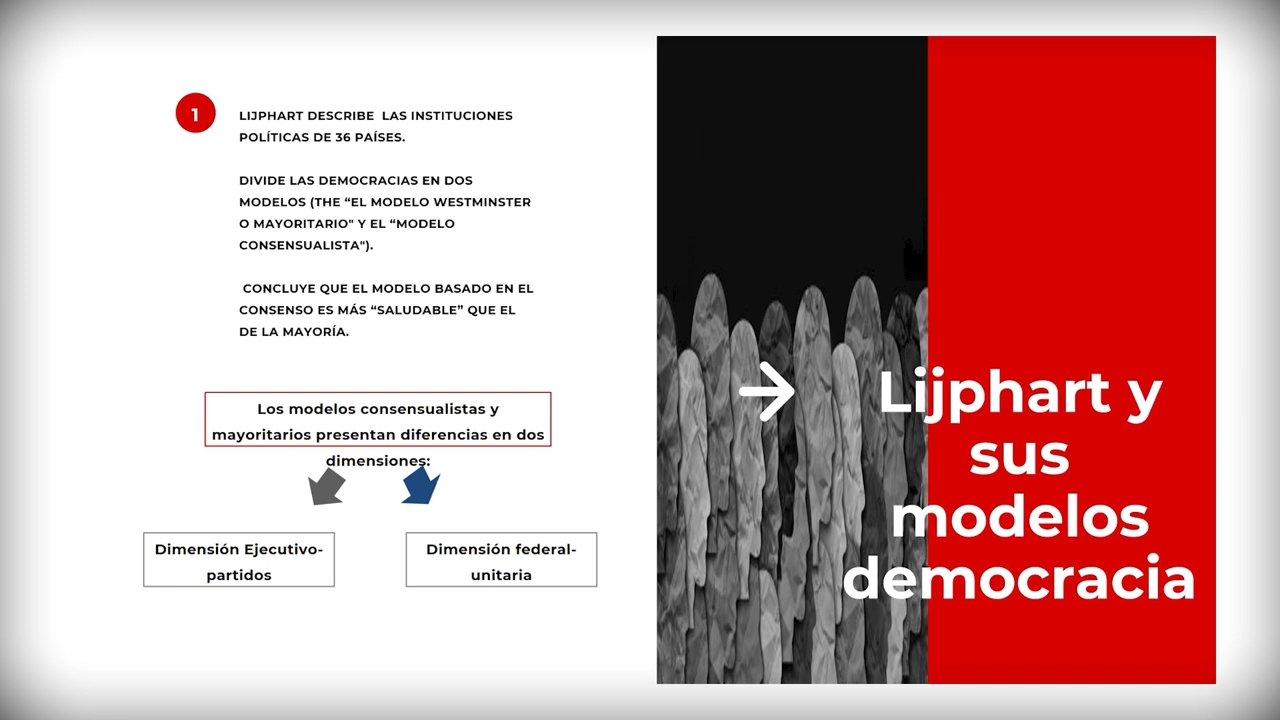 1
LIJPHART DESCRIBE LAS INSTITUCIONES
POLÍTICAS DE 36 PAÍSES.
DIVIDE LAS DEMOCRACIAS EN DOS
MODELOS (THE “EL MODELO WESTMINSTER
O MAYORITARIO" Y EL “MODELO
CONSENSUALISTA").
CONCLUYE QUE EL MODELO BASADO EN EL
CONSENSO ES MÁS “SALUDABLE” QUE EL
DE LA MAYORÍA.
Los modelos consensualistas y
mayoritarios presentan diferencias en dos
dimensiones:
Dimensión Ejecutivo-
partidos
Dimensión federal-
unitaria
Lijphart y
sus
modelos
democracia